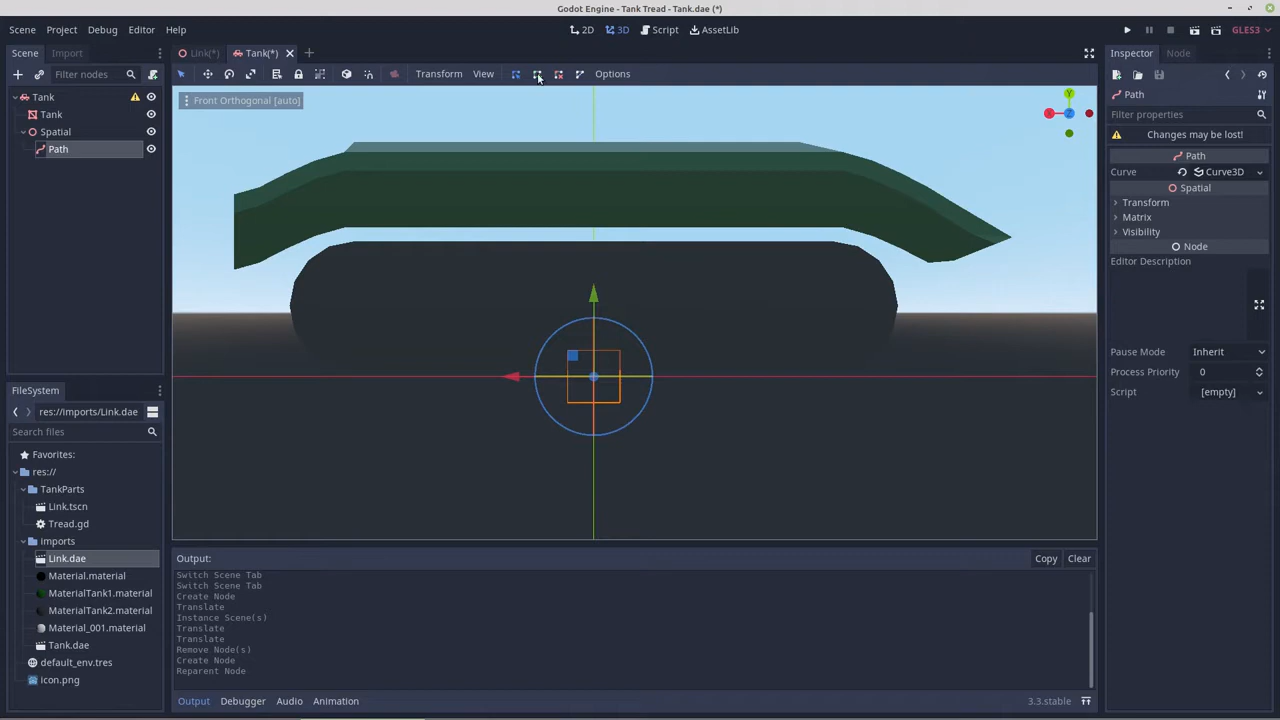 Godot Engine - Tank Tread - Tank.dae (*)
Scene Project Debug Editor Help
2D 3D Script AssetLib
GLES3
Scene Import
Link(*) Tank(*)
Inspector Node
Filter nodes
Transform View Options
Tank
Tank
Spatial
Path
Front Orthogonal [auto]
Y
X
Z
Path
Filter properties
Changes may be lost!
Path
Curve Curve3D
Spatial
Transform
Matrix
Visibility
Node
Editor Description
Pause Mode Inherit
Process Priority 0
Script [empty]
FileSystem
res://Imports/Link.dae
Search files
Favorites:
res://
TankParts
Link.tscn
Tread.gd
Imports
Link.dae
Material.material
MaterialTank1.material
MaterialTank2.material
Material_001.material
Tank.dae
default_env.tres
icon.png
Output:
Copy Clear
Switch Scene Tab
Switch Scene Tab
Create Node
Translate
Instance Scene(s)
Translate
Translate
Remove Node(s)
Create Node
Reparent Node
Output Debugger Audio Animation
3.3.stable